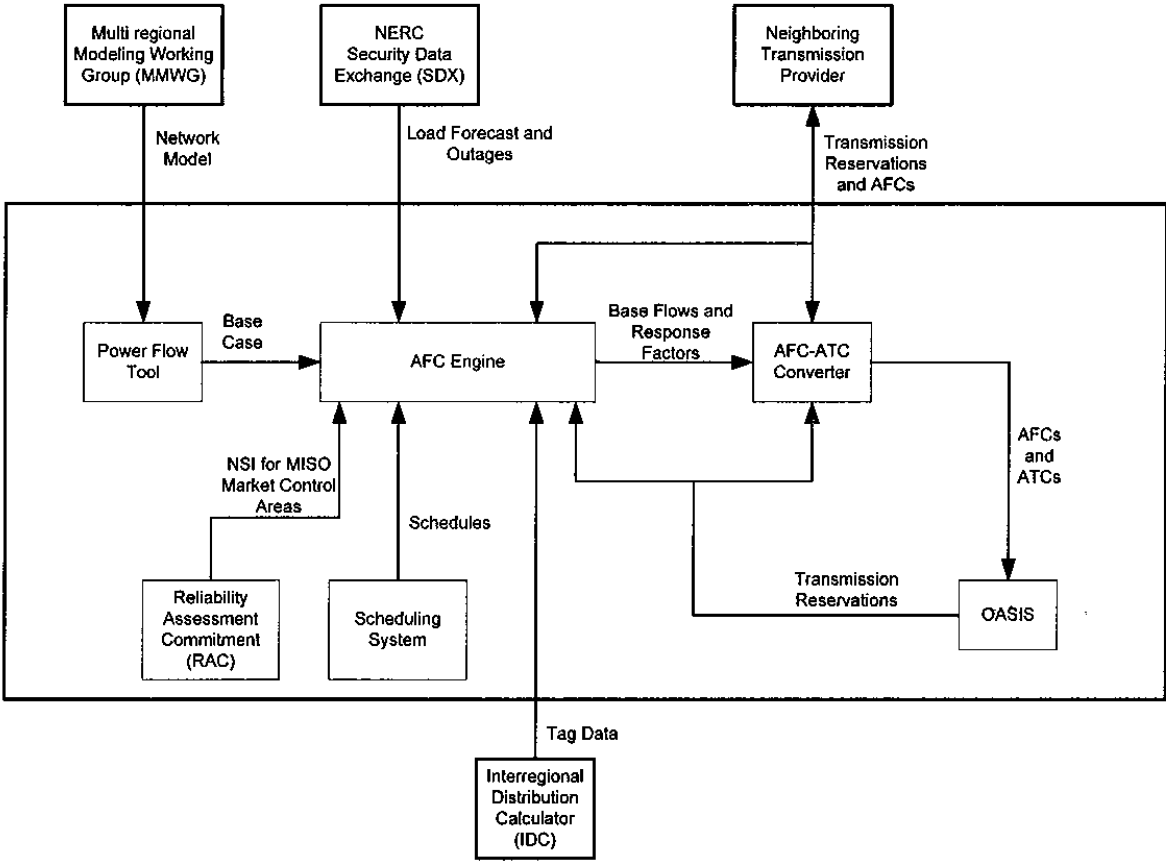 Multi regional
Modeling Working
Group (MMWG)
NERC
Security Data
Exchange (SDX)
Neighboring
Transmission
Provider
Network
Model
Load Forecast and
Outages
Transmission
Reservations
and AFCs
Power Flow
Tool
Base
Case
AFC Engine
Base Flows and
Response
Factors
AFC-ATC
Converter
AFCs
and
ATCs
NSI for MISO
Market Control
Areas
Schedules
Reliability
Assessment
Commitment
(RAC)
Scheduling
System
Transmission
Reservations
OASIS
Tag Data
Interregional
Distribution
Calculator
(IDC)